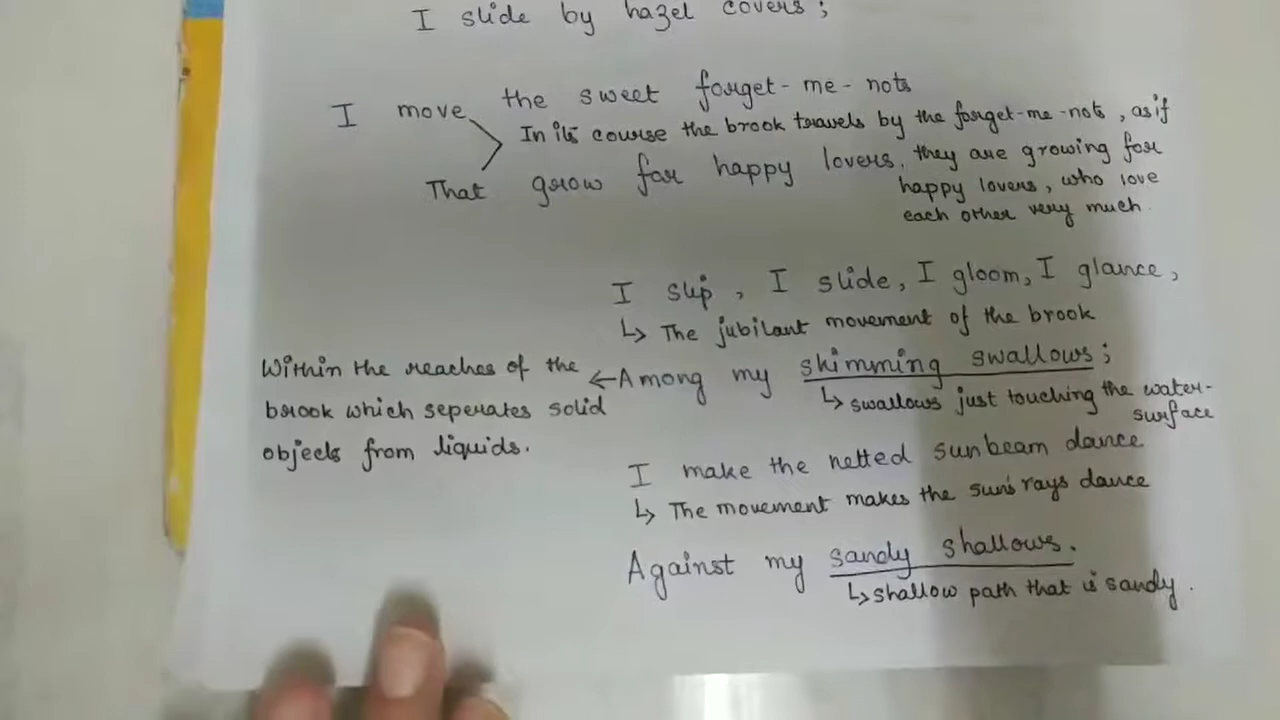 I slide by hazel covers;
I move the sweet forget-me-nots
In its course the brook travels by the forget-me-nots, as if
That grow for happy lovers. they are growing for
happy lovers, who love
each other very much.
I slip, I slide, I gloom, I glance,
↳ The jubilant movement of the brook
Within the reaches of the ← Among my skimming swallows;
brook which seperates solid ↳ swallows just touching the water-
surface
objects from liquids.
I make the netted sunbeam dance
↳ The movement makes the sun's rays dance
Against my sandy shallows.
↳ shallow path that is sandy.